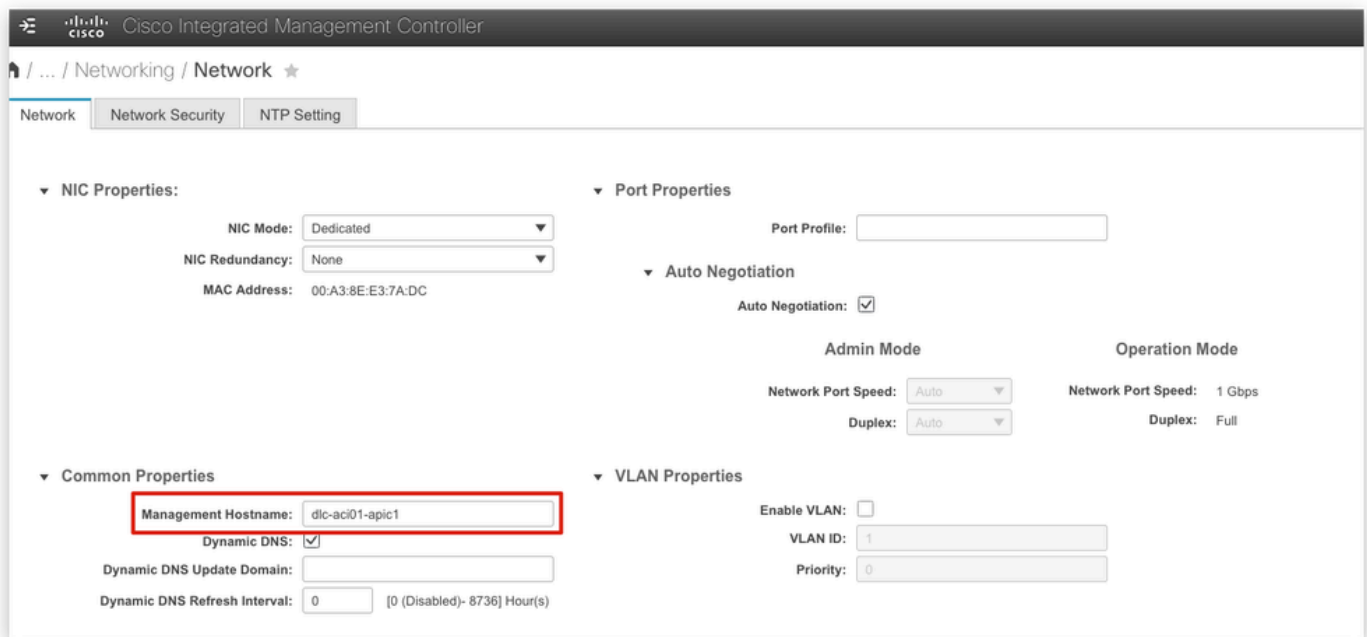 cisco Cisco Integrated Management Controller
/ ... / Networking / Network
Network Network Security NTP Setting
NIC Properties:
NIC Mode: Dedicated
NIC Redundancy: None
MAC Address: 00:A3:8E:E3:7A:DC
Port Properties
Port Profile:
Auto Negotiation
Auto Negotiation:
Admin Mode Operation Mode
Network Port Speed: Auto Network Port Speed: 1 Gbps
Duplex: Auto Duplex: Full
Common Properties
Management Hostname: dlc-aci01-apic1
Dynamic DNS:
Dynamic DNS Update Domain:
Dynamic DNS Refresh Interval: 0 [0 (Disabled)- 8736] Hour(s)
VLAN Properties
Enable VLAN:
VLAN ID: 1
Priority: 0